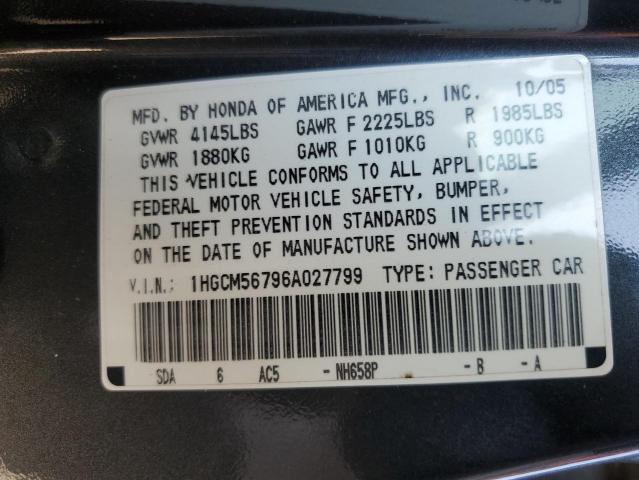 MFD. BY HONDA OF AMERICA MFG., INC. 10/05
GVWR 4145LBS GAWR F 2225LBS R 1985LBS
GVWR 1880KG GAWR F 1010KG R 900KG
THIS VEHICLE CONFORMS TO ALL APPLICABLE
FEDERAL MOTOR VEHICLE SAFETY, BUMPER,
AND THEFT PREVENTION STANDARDS IN EFFECT
ON THE DATE OF MANUFACTURE SHOWN ABOVE.
V.I.N.: 1HGCM56796A027799 TYPE: PASSENGER CAR
SDA 6 AC5 - NH658P - B - A